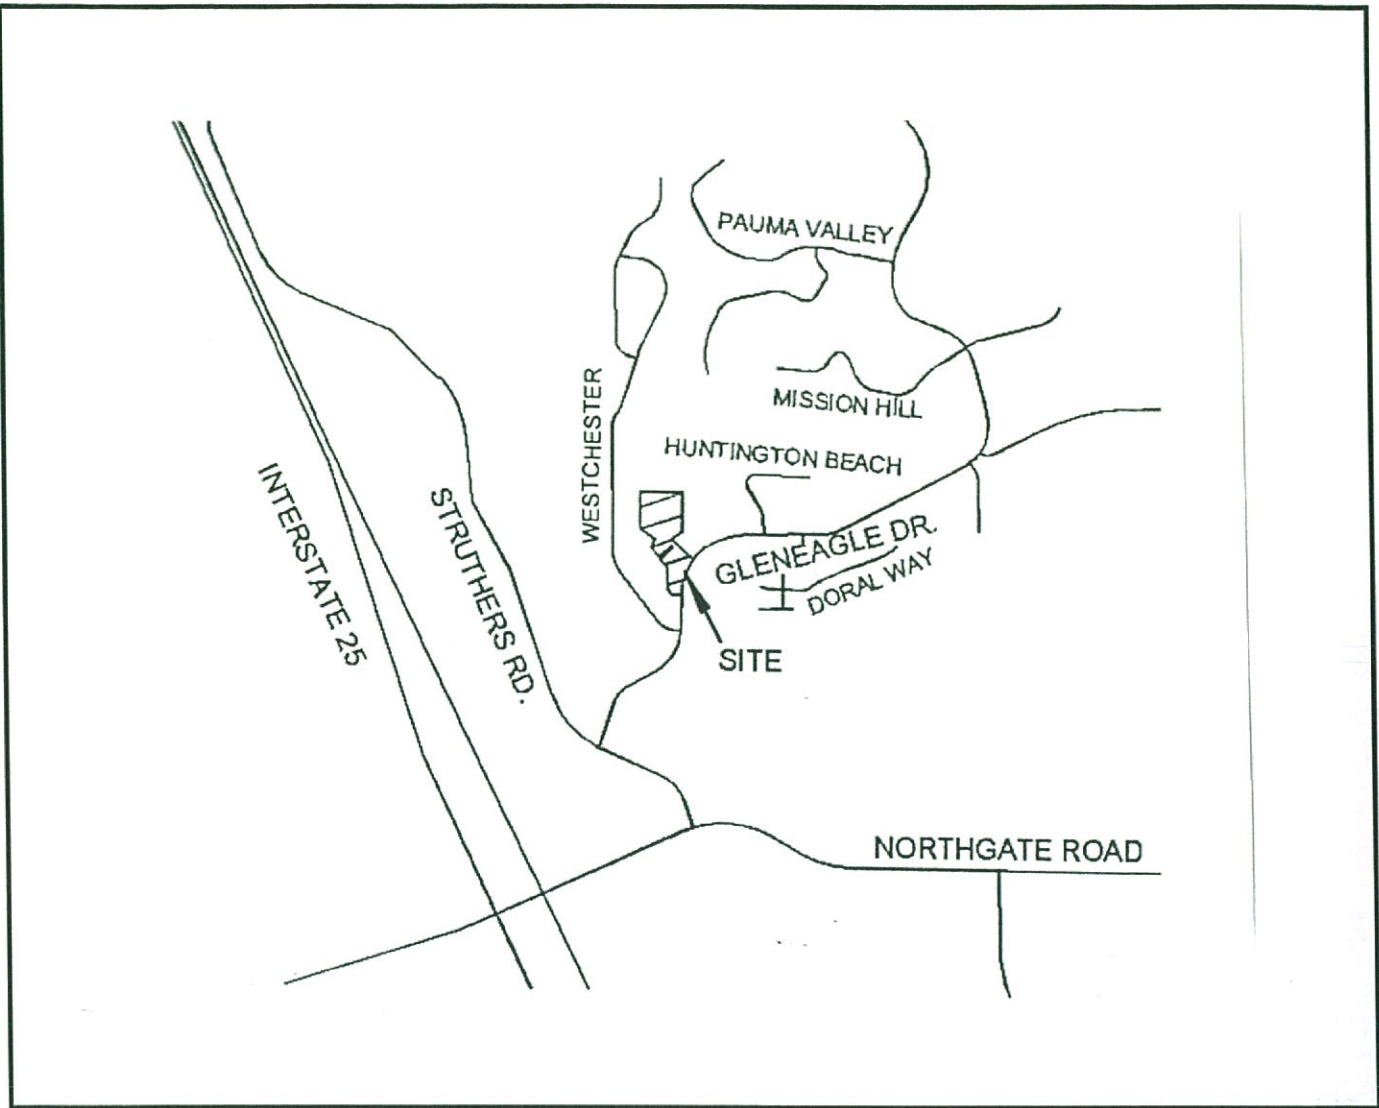 PAUMA VALLEY
WESTCHESTER
MISSION HILL
HUNTINGTON BEACH
INTERSTATE 25
STRUTHERS RD.
GLENEAGLE DR.
DORAL WAY
SITE
NORTHGATE ROAD